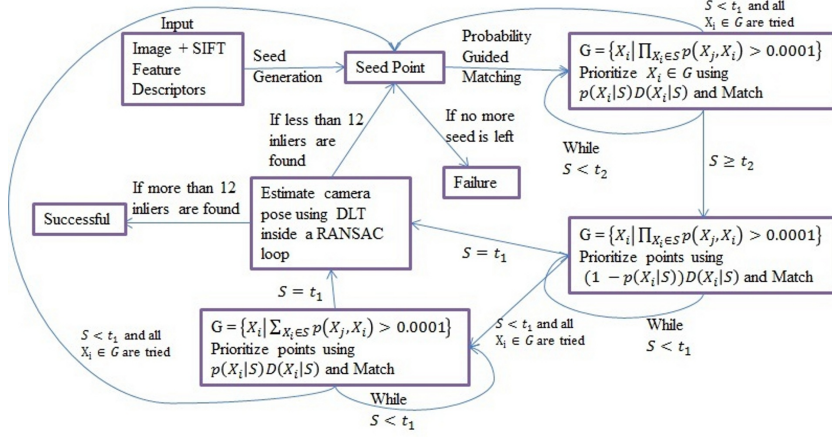 Input
Image + SIFT
Feature
Descriptors
Seed
Generation
Seed Point
Probability
Guided
Matching
S < t₁ and all
Xᵢ ∈ G are tried
G = {Xᵢ| ∏_{Xᵢ∈S} p(Xⱼ, Xᵢ) > 0.0001}
Prioritize Xᵢ ∈ G using
p(Xᵢ|S)D(Xᵢ|S) and Match
While
S < t₂
S ≥ t₂
If less than 12
inliers are
found
If no more
seed is left
Failure
If more than 12
inliers are found
Successful
Estimate camera
pose using DLT
inside a RANSAC
loop
S = t₁
G = {Xᵢ| ∏_{Xᵢ∈S} p(Xⱼ, Xᵢ) > 0.0001}
Prioritize points using
(1 − p(Xᵢ|S))D(Xᵢ|S) and Match
While
S < t₁
S < t₁ and all
Xᵢ ∈ G are tried
S = t₁
G = {Xᵢ| ∑_{Xᵢ∈S} p(Xⱼ, Xᵢ) > 0.0001}
Prioritize points using
p(Xᵢ|S)D(Xᵢ|S) and Match
While
S < t₁
S < t₁ and all
Xᵢ ∈ G are tried